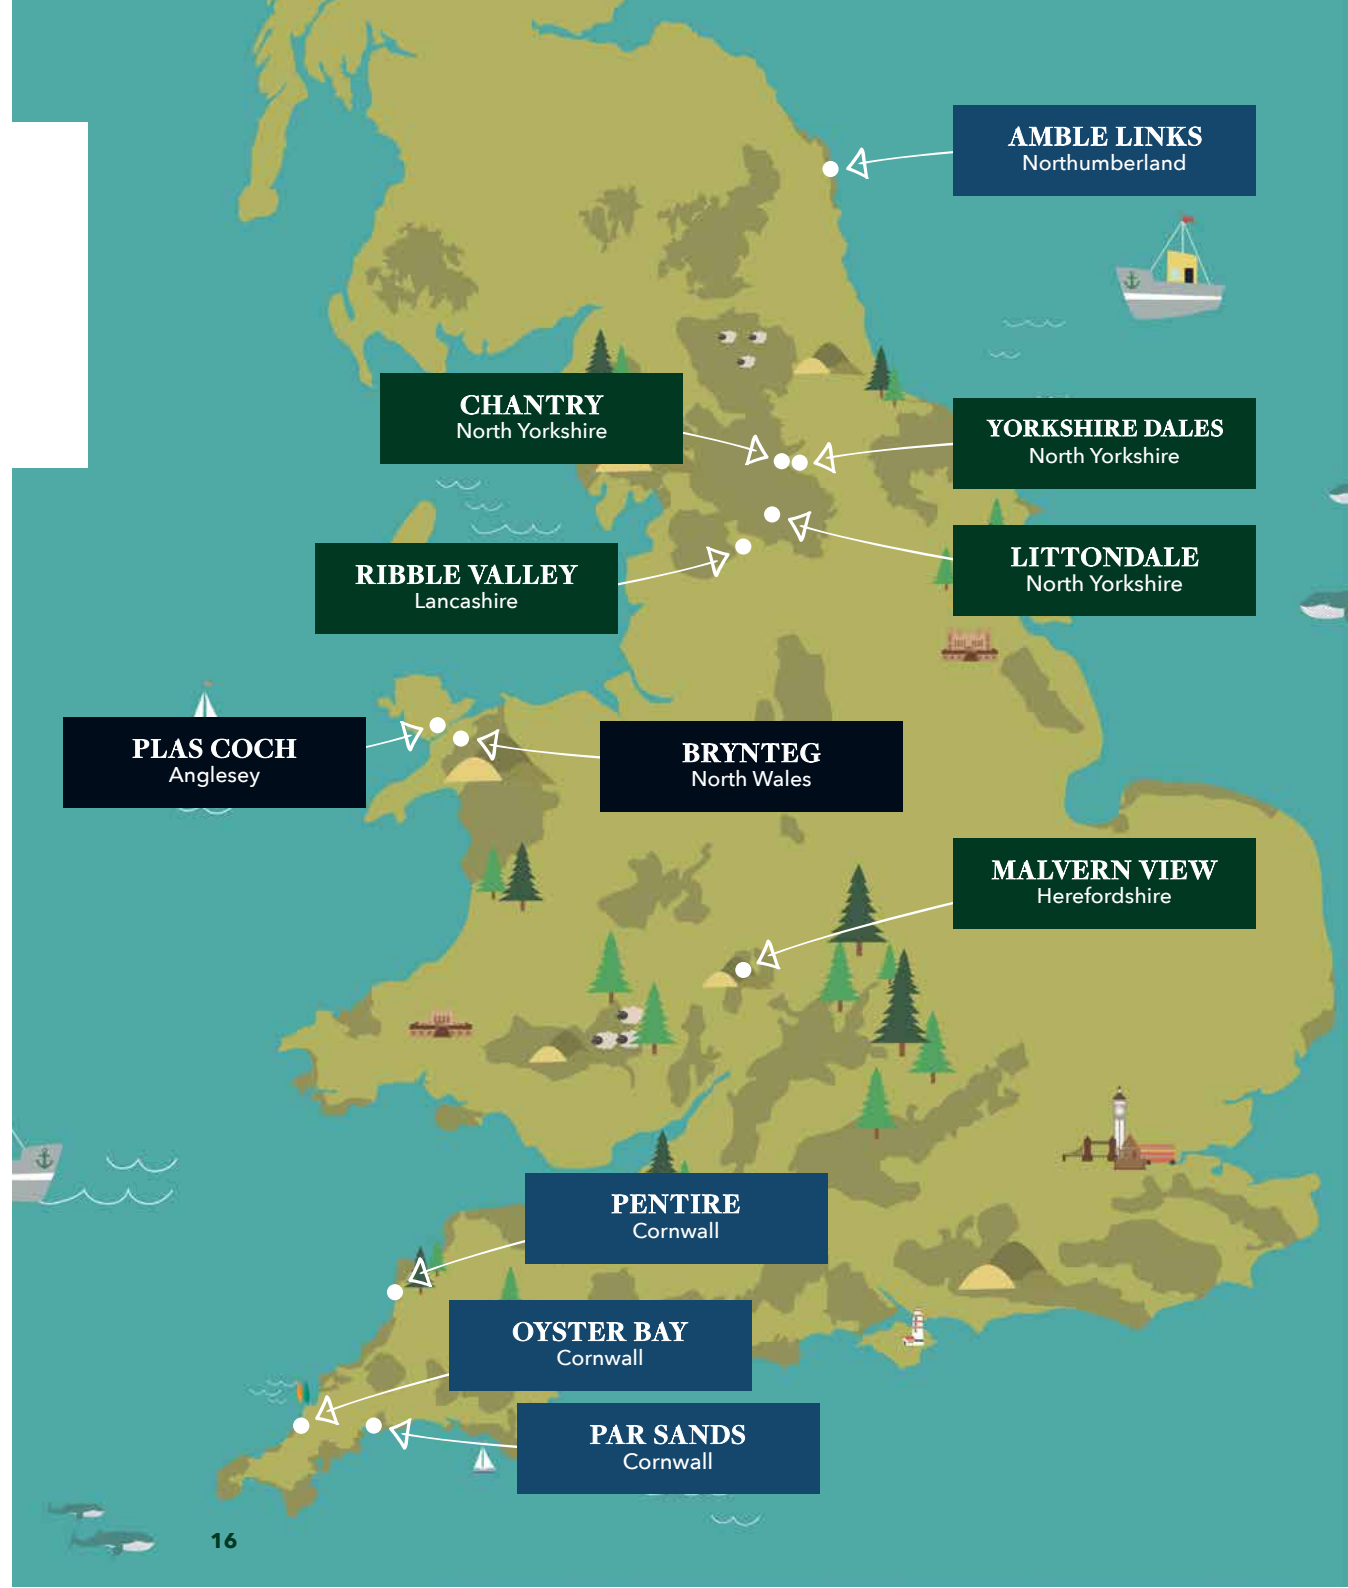 AMBLE LINKS
Northumberland
CHANTRY
North Yorkshire
YORKSHIRE DALES
North Yorkshire
LITTONDALE
North Yorkshire
RIBBLE VALLEY
Lancashire
PLAS COCH
Anglesey
BRYNTEG
North Wales
MALVERN VIEW
Herefordshire
PENTIRE
Cornwall
OYSTER BAY
Cornwall
PAR SANDS
Cornwall
16